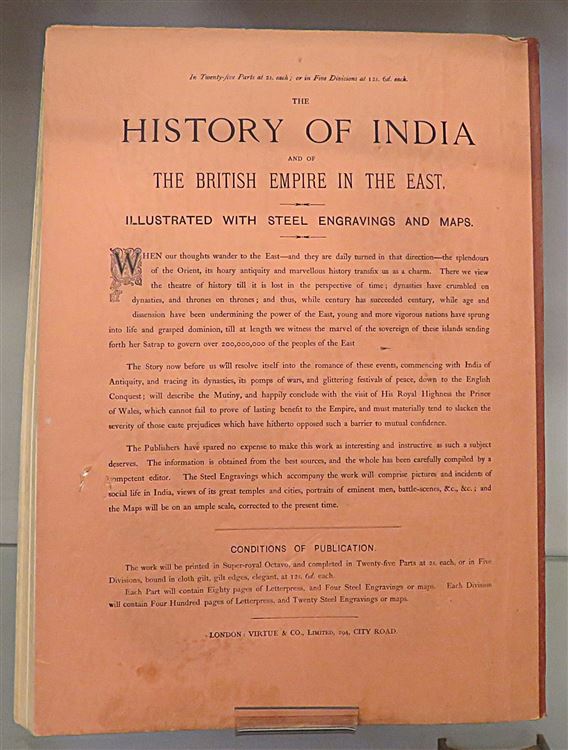 In Twenty-five Parts at 2s. each; or in Five Divisions at 12s. 6d. each.
THE
HISTORY OF INDIA
AND OF
THE BRITISH EMPIRE IN THE EAST.
ILLUSTRATED WITH STEEL ENGRAVINGS AND MAPS.
WHEN our thoughts wander to the East—and they are daily turned in that direction—the splendours
of the Orient, its hoary antiquity and marvellous history transfix us as a charm. There we view
the theatre of history till it is lost in the perspective of time; dynasties have crumbled on
dynasties, and thrones on thrones; and thus, while century has succeeded century, while age and
dissension have been undermining the power of the East, young and more vigorous nations have sprung
into life and grasped dominion, till at length we witness the marvel of the sovereign of these islands sending
forth her Satrap to govern over 200,000,000 of the peoples of the East
The Story now before us will resolve itself into the romance of these events, commencing with India of
Antiquity, and tracing its dynasties, its pomps of wars, and glittering festivals of peace, down to the English
Conquest; will describe the Mutiny, and happily conclude with the visit of His Royal Highness the Prince
of Wales, which cannot fail to prove of lasting benefit to the Empire, and must materially tend to slacken the
severity of those caste prejudices which have hitherto opposed such a barrier to mutual confidence.
The Publishers have spared no expense to make this work as interesting and instructive as such a subject
deserves. The information is obtained from the best sources, and the whole has been carefully compiled by a
competent editor. The Steel Engravings which accompany the work will comprise pictures and incidents of
social life in India, views of its great temples and cities, portraits of eminent men, battle-scenes, &c., &c.; and
the Maps will be on an ample scale, corrected to the present time.
CONDITIONS OF PUBLICATION.
The work will be printed in Super-royal Octavo, and completed in Twenty-five Parts at 2s. each, or in Five
Divisions, bound in cloth gilt, gilt edges, elegant, at 12s. 6d. each.
Each Part will contain Eighty pages of Letterpress, and Four Steel Engravings or maps. Each Division
will contain Four Hundred pages of Letterpress, and Twenty Steel Engravings or maps.
LONDON: VIRTUE & CO., LIMITED, 294, CITY ROAD.